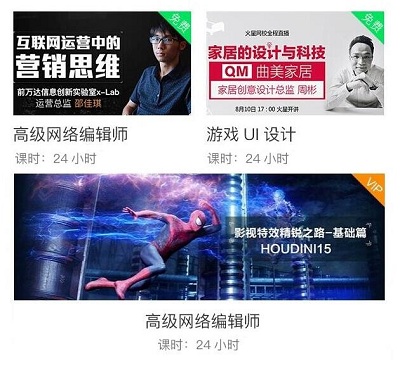 免费
互联网运营中的
营销思维
前万达信息创新实验室x-Lab
运营总监 邵佳琪
高级网络编辑师
课时：24 小时
免费
火星网校全程直播
家居的设计与科技
QM 曲美家居
家居创意设计总监 周彬
8月10日 17：00 火星开讲
游戏 UI 设计
课时：24 小时
VIP
影视特效精锐之路-基础篇
HOUDINI15
高级网络编辑师
课时：24 小时